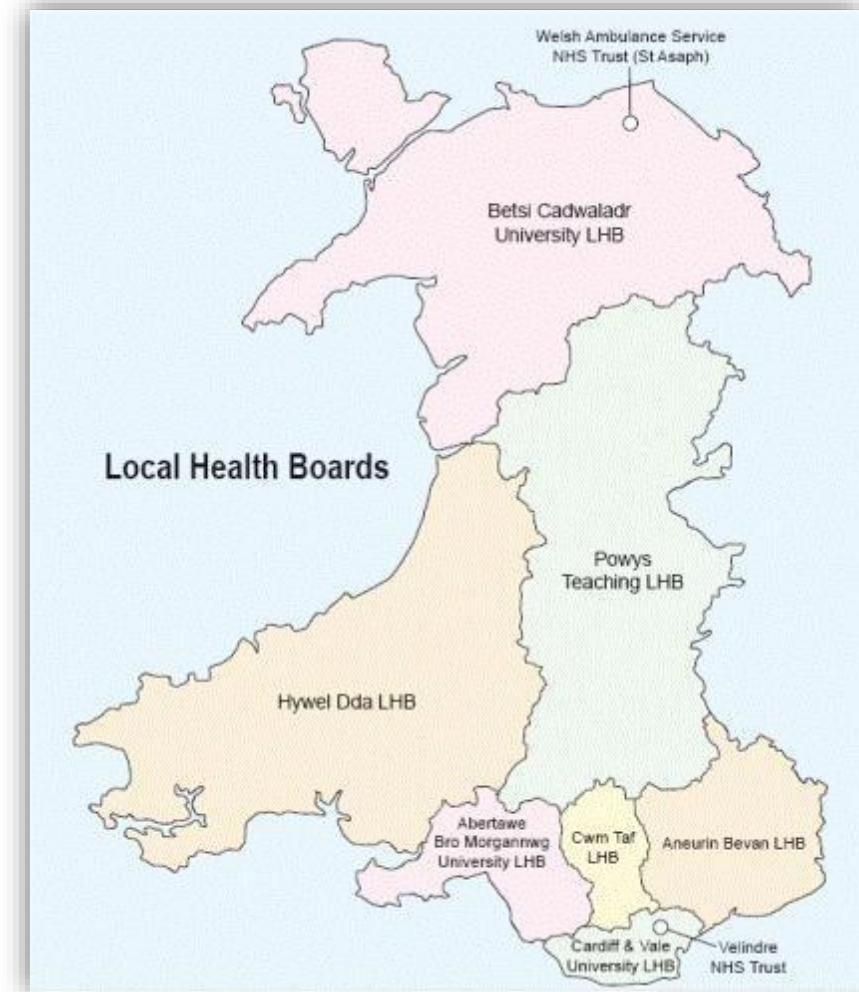 Welsh Ambulance Service
NHS Trust (St Asaph)
Betsi Cadwaladr
University LHB
Local Health Boards
Powys
Teaching LHB
Hywel Dda LHB
Abertawe
Bro Morgannwg
University LHB
Cwm Taf
LHB
Aneurin Bevan LHB
Cardiff & Vale
University LHB
Velindre
NHS Trust